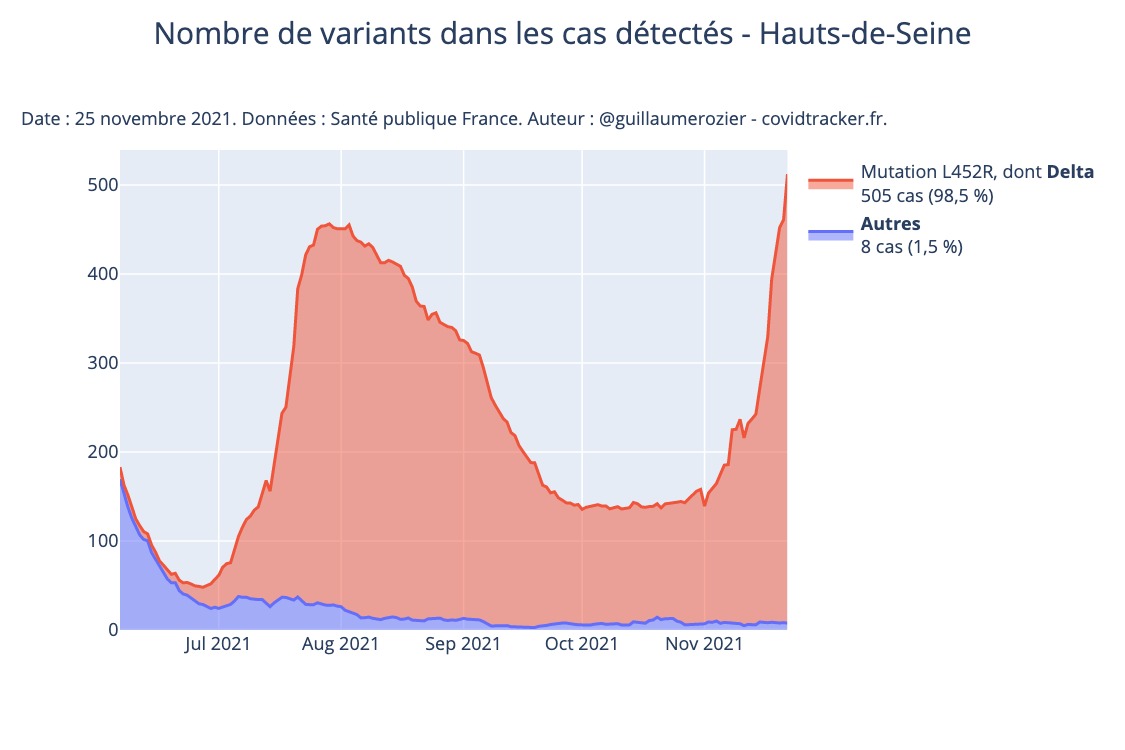 Nombre de variants dans les cas détectés - Hauts-de-Seine
Date : 25 novembre 2021. Données : Santé publique France. Auteur : @guillaumerozier - covidtracker.fr.
Mutation L452R, dont Delta
505 cas (98,5 %)
Autres
8 cas (1,5 %)
500
400
300
200
100
0
Jul 2021 Aug 2021 Sep 2021 Oct 2021 Nov 2021